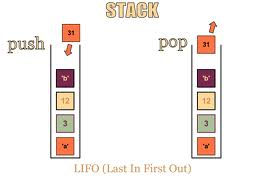 STACK
31
31
push
pop
'b'
'b'
12
12
3
3
'a'
'a'
LIFO (Last In First Out)